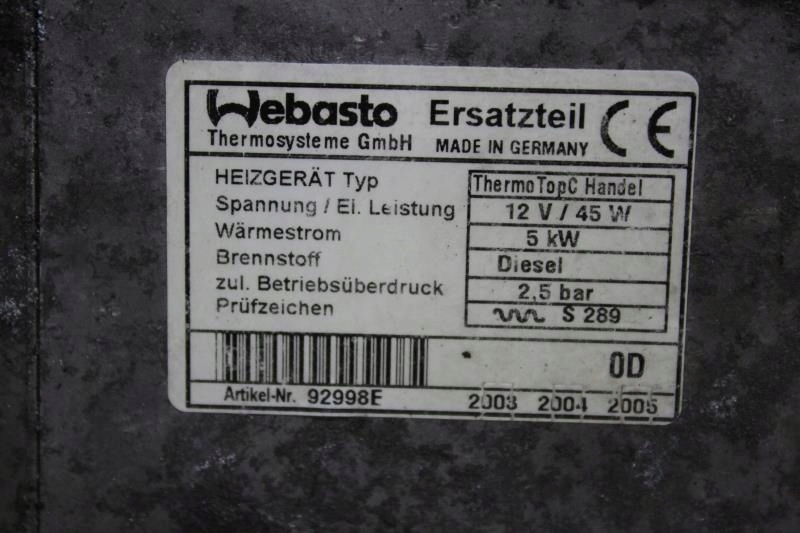 Webasto Ersatzteil CE
Thermosysteme GmbH MADE IN GERMANY
HEIZGERÄT Typ ThermoTopC Handel
Spannung / El. Leistung 12 V / 45 W
Wärmestrom 5 kW
Brennstoff Diesel
zul. Betriebsüberdruck 2,5 bar
Prüfzeichen S 289
0D
Artikel-Nr. 92998E 2003 2004 2005